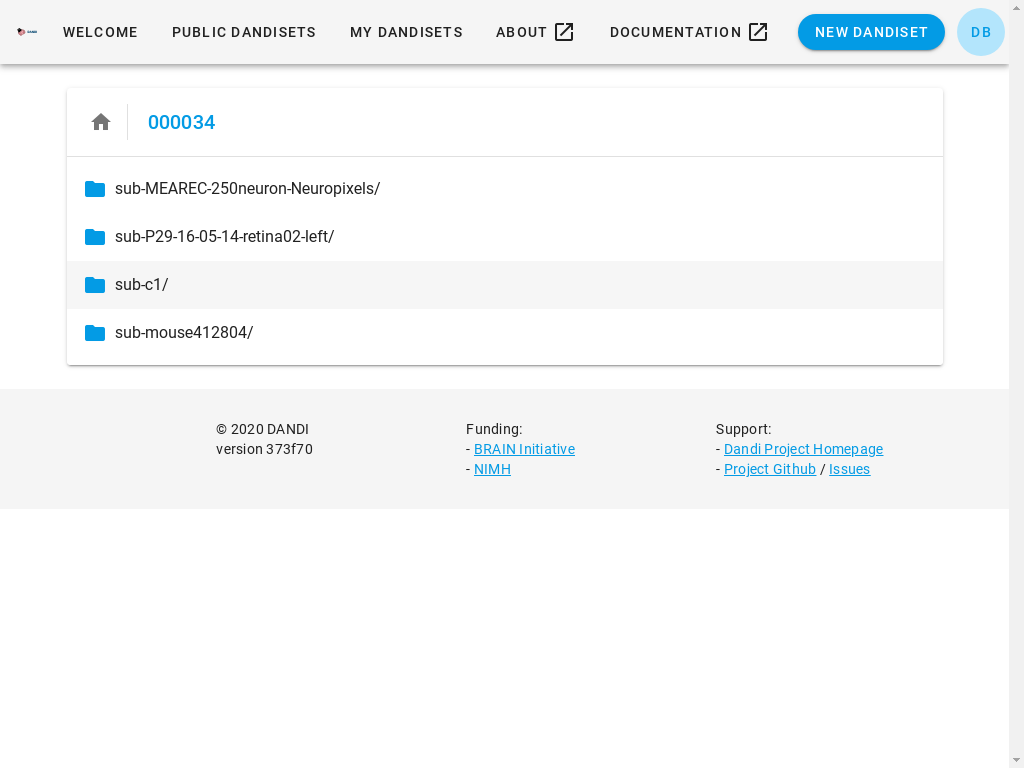 DANDI WELCOME PUBLIC DANDISETS MY DANDISETS ABOUT DOCUMENTATION NEW DANDISET DB
000034
sub-MEAREC-250neuron-Neuropixels/
sub-P29-16-05-14-retina02-left/
sub-c1/
sub-mouse412804/
© 2020 DANDI
version 373f70
Funding:
- BRAIN Initiative
- NIMH
Support:
- Dandi Project Homepage
- Project Github / Issues